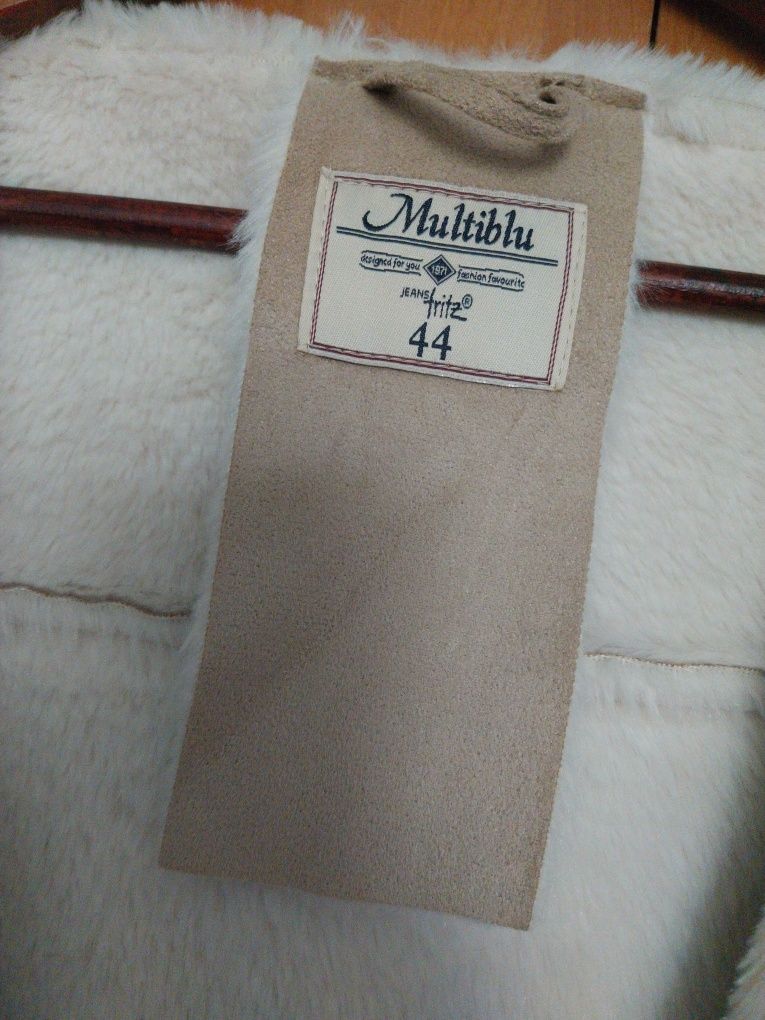 Multiblu
designed for you 1971 fashion favourite
JEANS fritz®
44